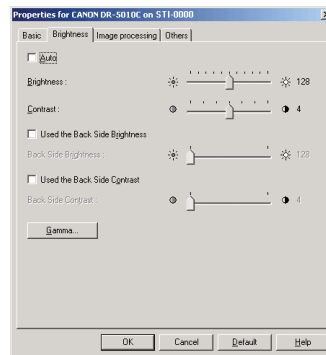 Properties for CANON DR-5010C on STI-0000
Basic Brightness Image processing Others
Auto
Brightness : 128
Contrast : 4
Used the Back Side Brightness
Back Side Brightness : 128
Used the Back Side Contrast
Back Side Contrast : 4
Gamma...
OK Cancel Default Help